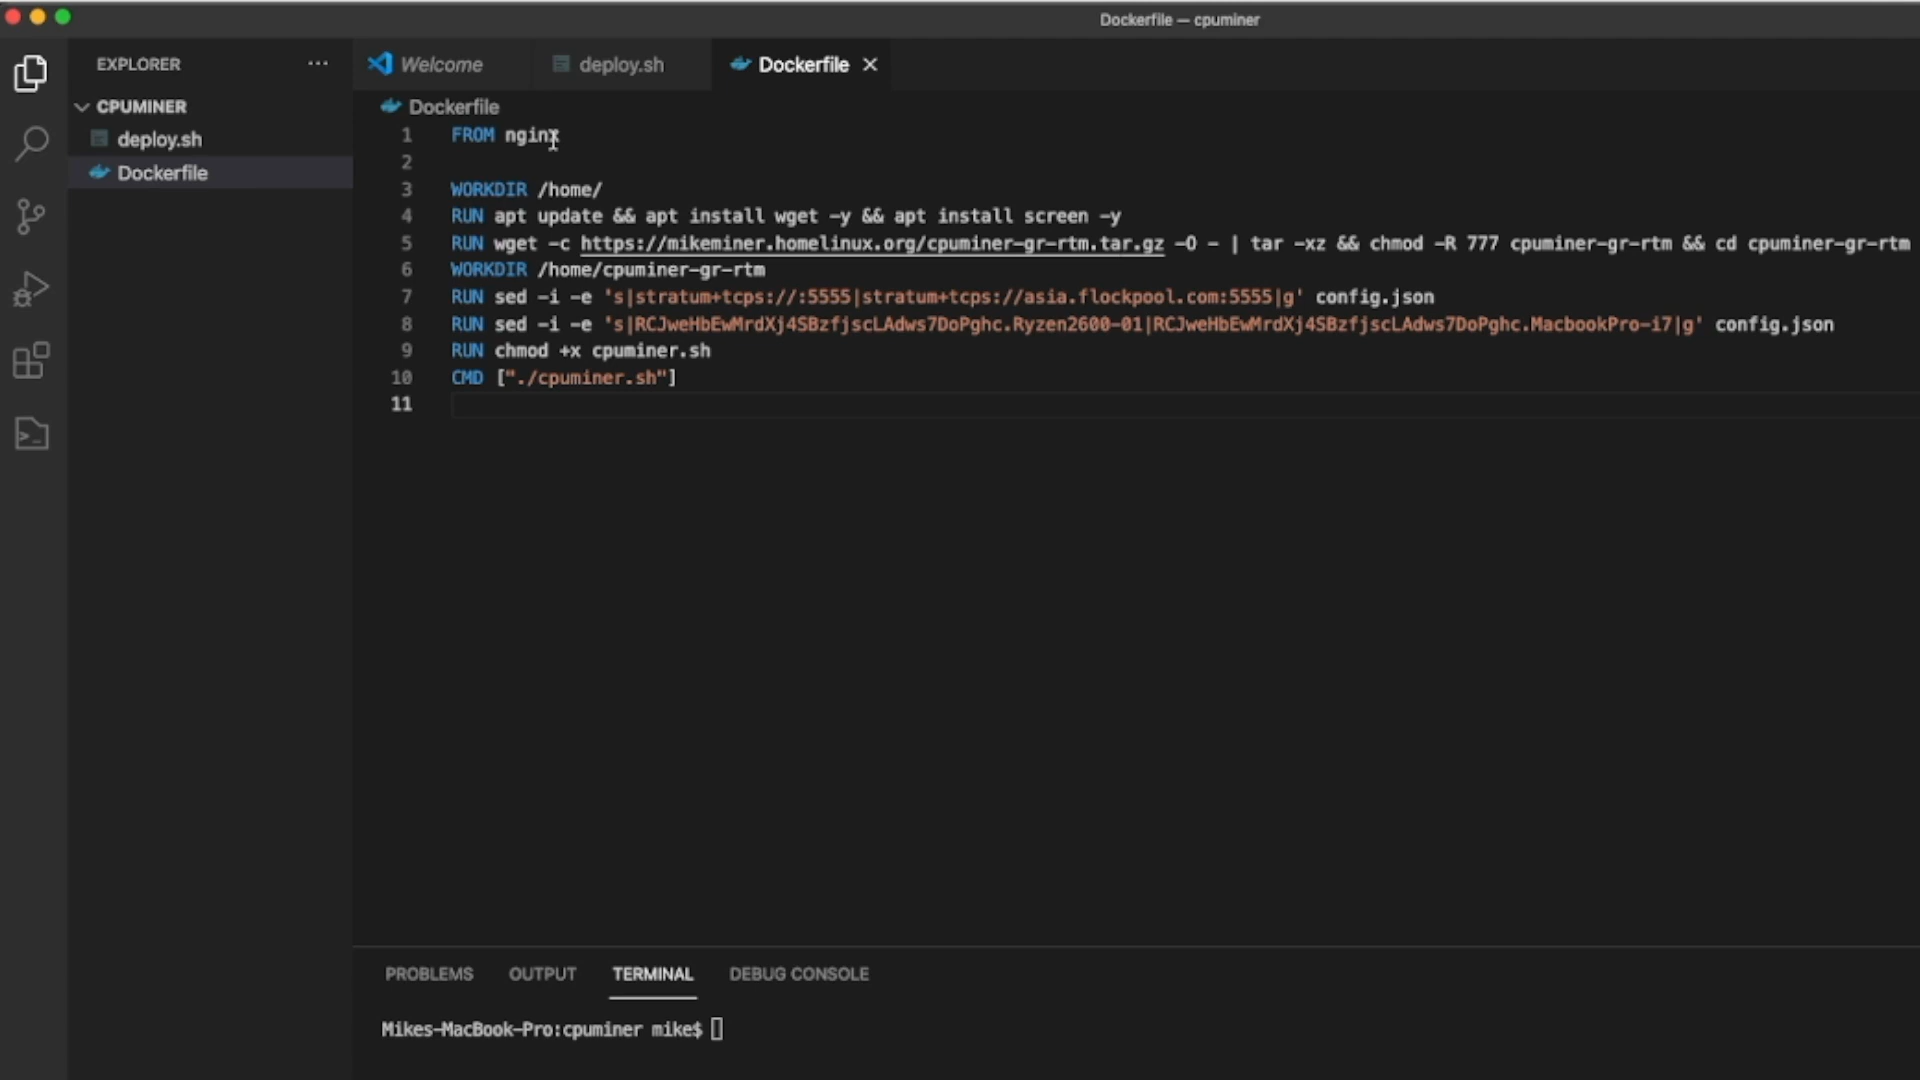 Dockerfile — cpuminer
EXPLORER ...
Welcome
deploy.sh
Dockerfile
CPUMINER
deploy.sh
Dockerfile
Dockerfile
1 FROM nginx
2
3 WORKDIR /home/
4 RUN apt update && apt install wget -y && apt install screen -y
5 RUN wget -c https://mikeminer.homelinux.org/cpuminer-gr-rtm.tar.gz -O - | tar -xz && chmod -R 777 cpuminer-gr-rtm && cd cpuminer-gr-rtm
6 WORKDIR /home/cpuminer-gr-rtm
7 RUN sed -i -e 's|stratum+tcps://:5555|stratum+tcps://asia.flockpool.com:5555|g' config.json
8 RUN sed -i -e 's|RCJweHbEwMrdXj4SBzfjscLAdws7DoPghc.Ryzen2600-01|RCJweHbEwMrdXj4SBzfjscLAdws7DoPghc.MacbookPro-i7|g' config.json
9 RUN chmod +x cpuminer.sh
10 CMD ["./cpuminer.sh"]
11
PROBLEMS OUTPUT TERMINAL DEBUG CONSOLE
Mikes-MacBook-Pro:cpuminer mike$